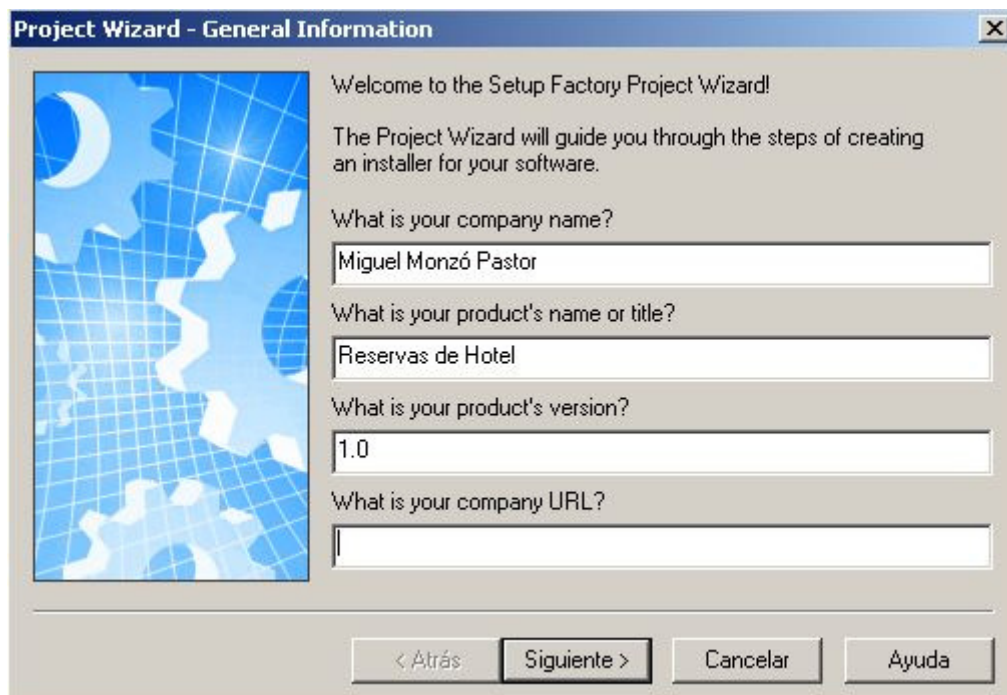 Project Wizard - General Information
Welcome to the Setup Factory Project Wizard!
The Project Wizard will guide you through the steps of creating
an installer for your software.
What is your company name?
Miguel Monzó Pastor
What is your product's name or title?
Reservas de Hotel
What is your product's version?
1.0
What is your company URL?
< Atrás
Siguiente >
Cancelar
Ayuda